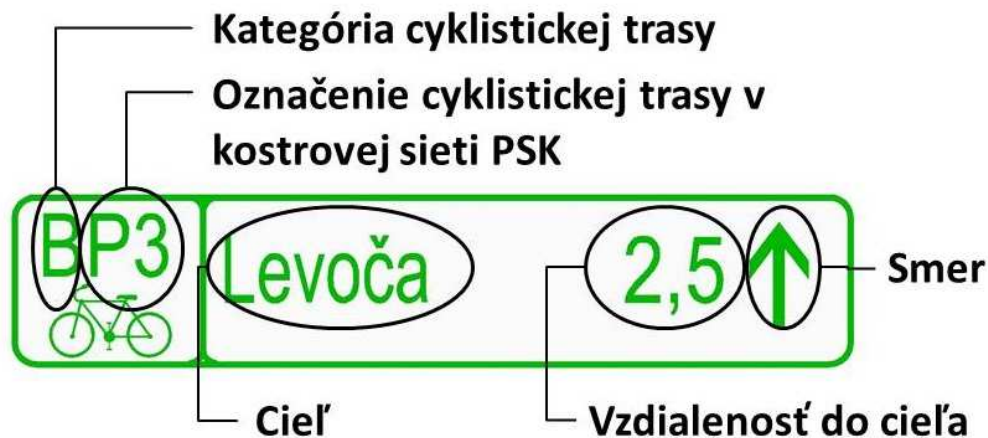 Kategória cyklistickej trasy
Označenie cyklistickej trasy v
kostrovej sieti PSK
BP3 Levoča 2,5
Smer
Cieľ
Vzdialenosť do cieľa